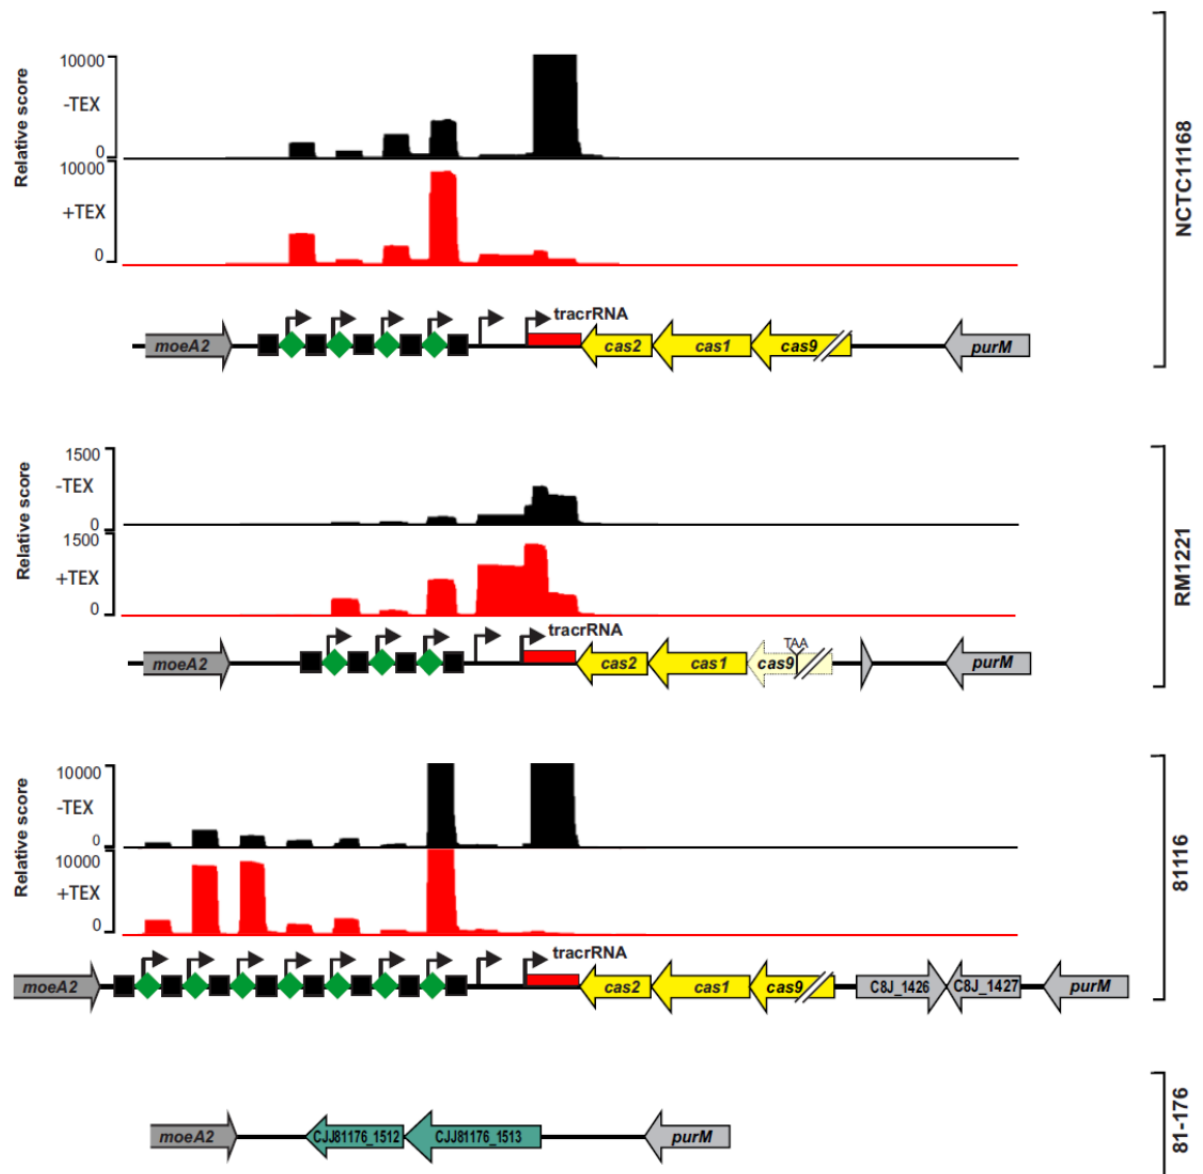 10000
Relative score
-TEX
0
10000
Relative score
+TEX
0
NCTC11168
tracrRNA
moeA2 cas2 cas1 cas9 purM
1500
Relative score
-TEX
0
1500
+TEX
0
RM1221
tracrRNA
TAA
moeA2 cas2 cas1 cas9 purM
10000
Relative score
-TEX
0
10000
+TEX
0
81116
tracrRNA
moeA2 cas2 cas1 cas9 C8J_1426 C8J_1427 purM
81-176
moeA2 CJJ81176_1512 CJJ81176_1513 purM